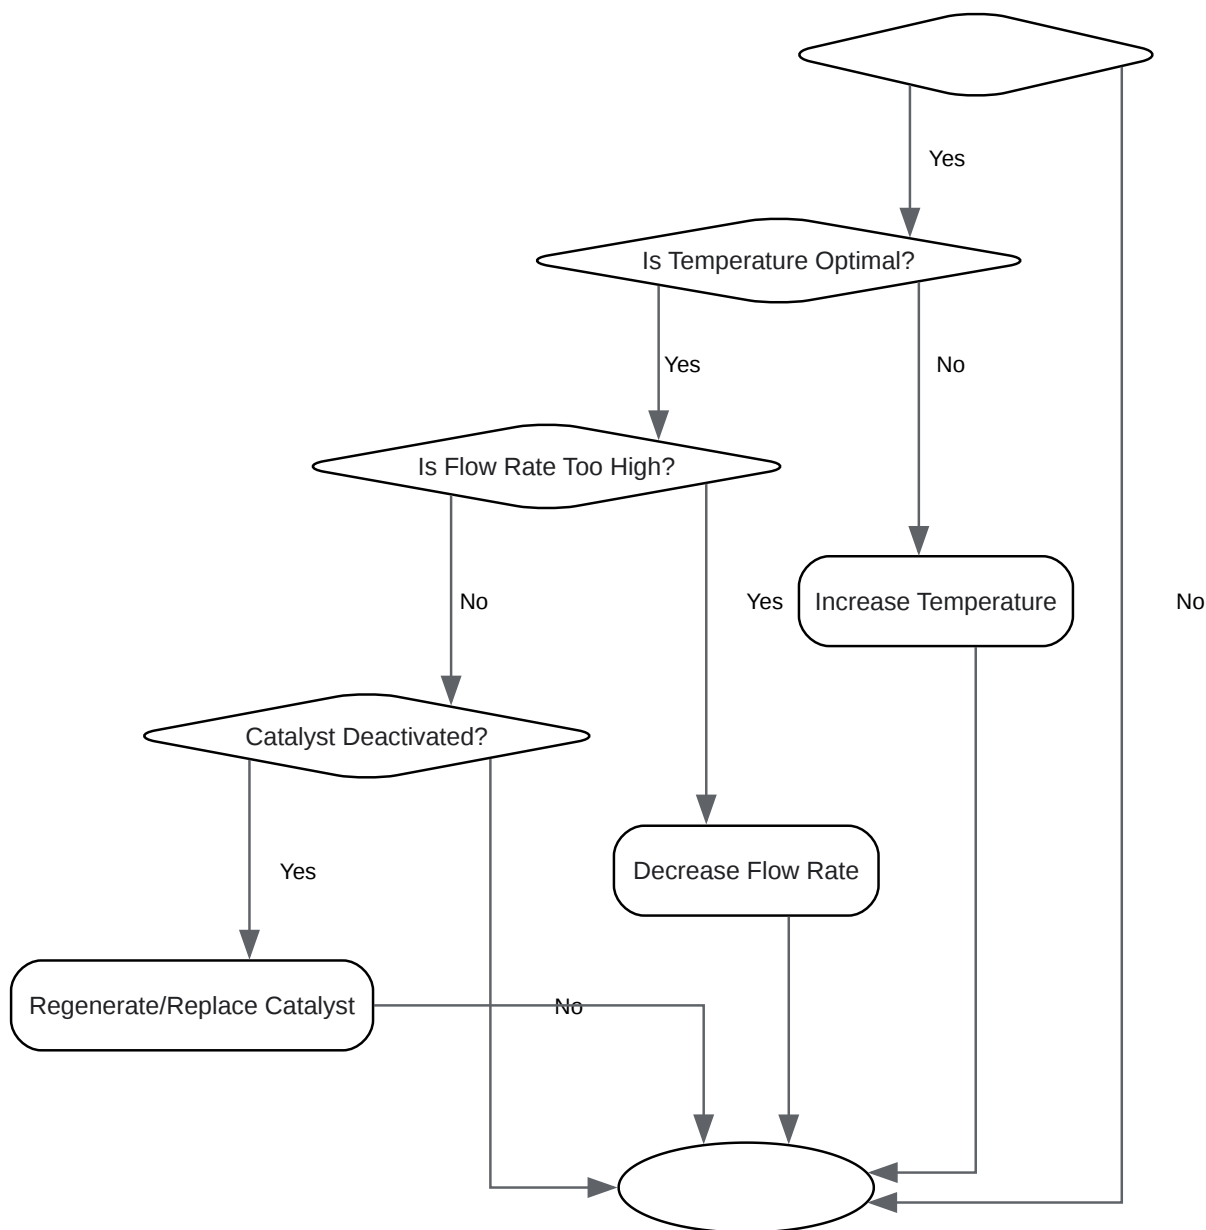 Yes
Is Temperature Optimal?
Yes
No
Is Flow Rate Too High?
No
Yes
Increase Temperature
No
Catalyst Deactivated?
Yes
Decrease Flow Rate
Regenerate/Replace Catalyst
No